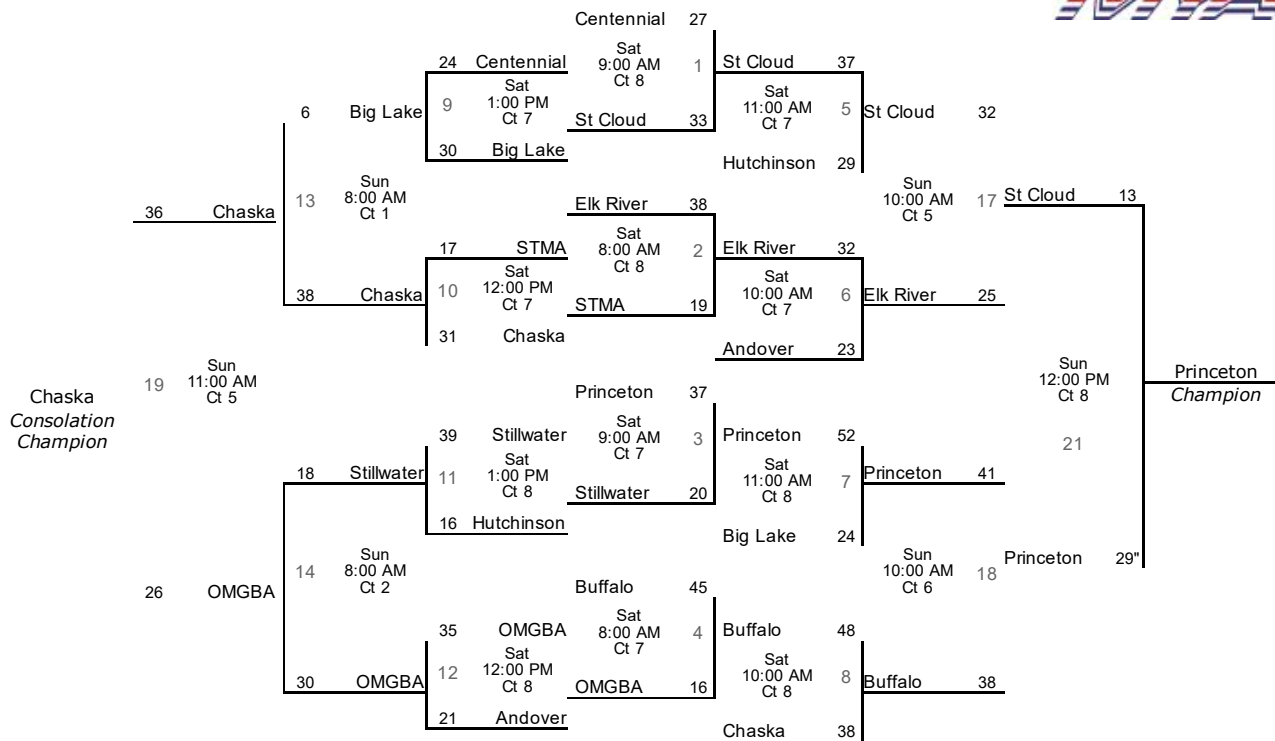 Centennial 27
24 Centennial
Sat
9:00 AM
Ct 8
1
St Cloud 37
9
Sat
1:00 PM
Ct 7
6 Big Lake
St Cloud 33
Sat
11:00 AM
Ct 7
5
St Cloud 32
30 Big Lake
Hutchinson 29
13
Sun
8:00 AM
Ct 1
Sun
10:00 AM
Ct 5
17
St Cloud 13
36 Chaska
Elk River 38
17 STMA
Sat
8:00 AM
Ct 8
2
Elk River 32
10
Sat
12:00 PM
Ct 7
38 Chaska
STMA 19
Sat
10:00 AM
Ct 7
6
Elk River 25
31 Chaska
Andover 23
19
Sun
11:00 AM
Ct 5
Sun
12:00 PM
Ct 8
21
Princeton
Champion
Chaska
Consolation
Champion
Princeton 37
39 Stillwater
Sat
9:00 AM
Ct 7
3
Princeton 52
11
Sat
1:00 PM
Ct 8
18 Stillwater
Stillwater 20
Sat
11:00 AM
Ct 8
7
Princeton 41
16 Hutchinson
Big Lake 24
14
Sun
8:00 AM
Ct 2
Sun
10:00 AM
Ct 6
18
Princeton 29"
26 OMGBA
Buffalo 45
35 OMGBA
Sat
8:00 AM
Ct 7
4
Buffalo 48
12
Sat
12:00 PM
Ct 8
30 OMGBA
OMGBA 16
Sat
10:00 AM
Ct 8
8
Buffalo 38
21 Andover
Chaska 38